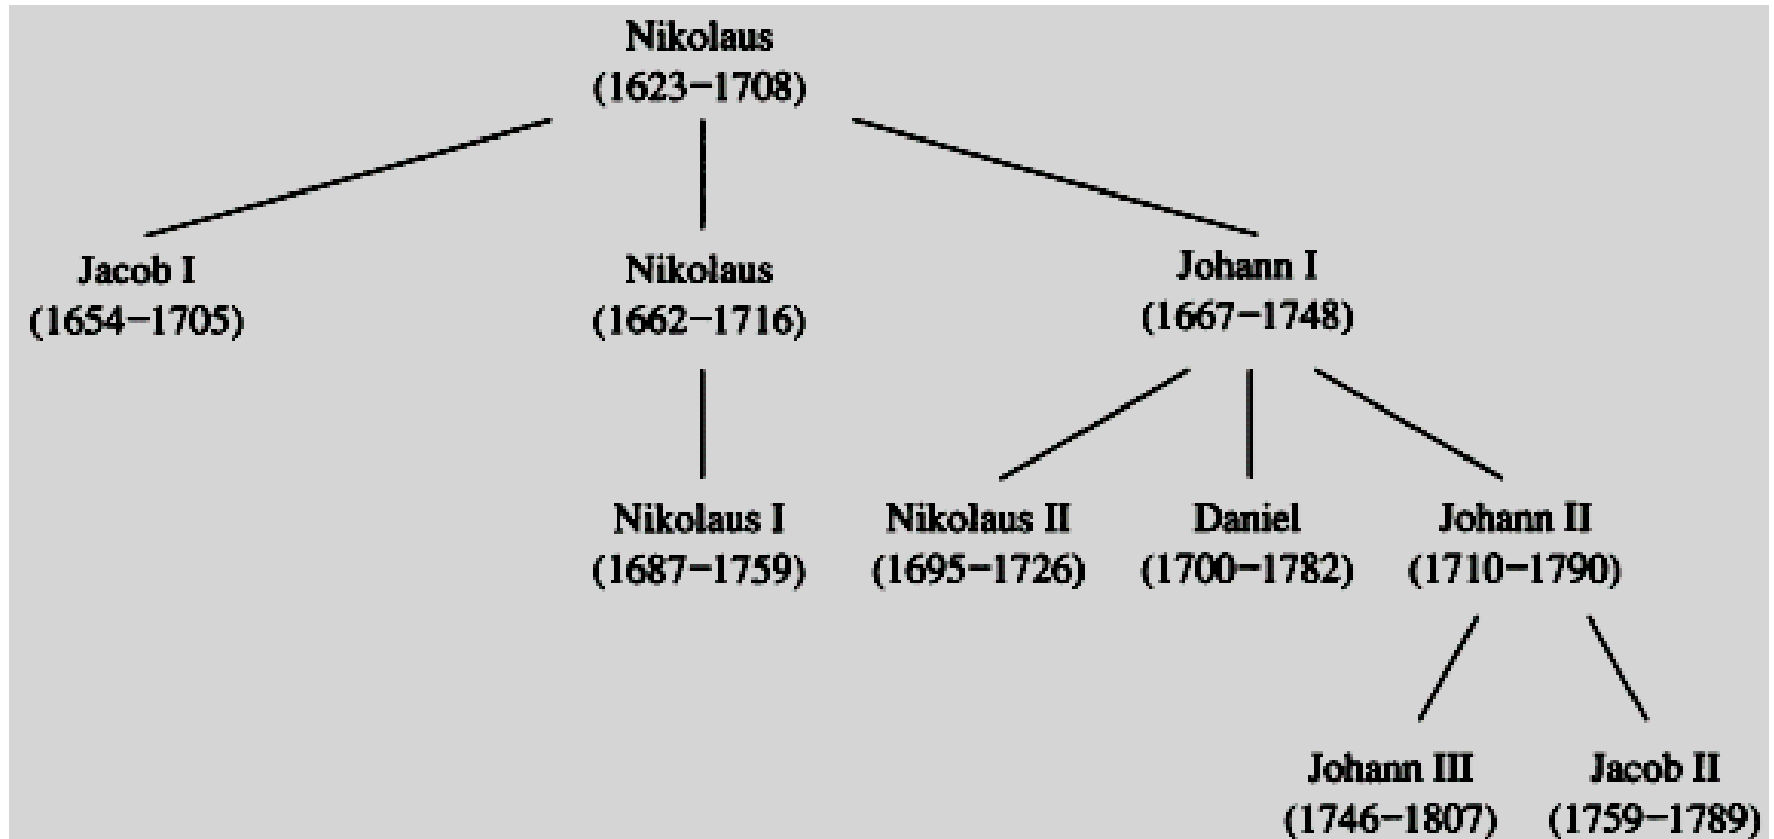 Nikolaus
(1623–1708)
Jacob I
(1654–1705)
Nikolaus
(1662–1716)
Johann I
(1667–1748)
Nikolaus I
(1687–1759)
Nikolaus II
(1695–1726)
Daniel
(1700–1782)
Johann II
(1710–1790)
Johann III
(1746–1807)
Jacob II
(1759–1789)